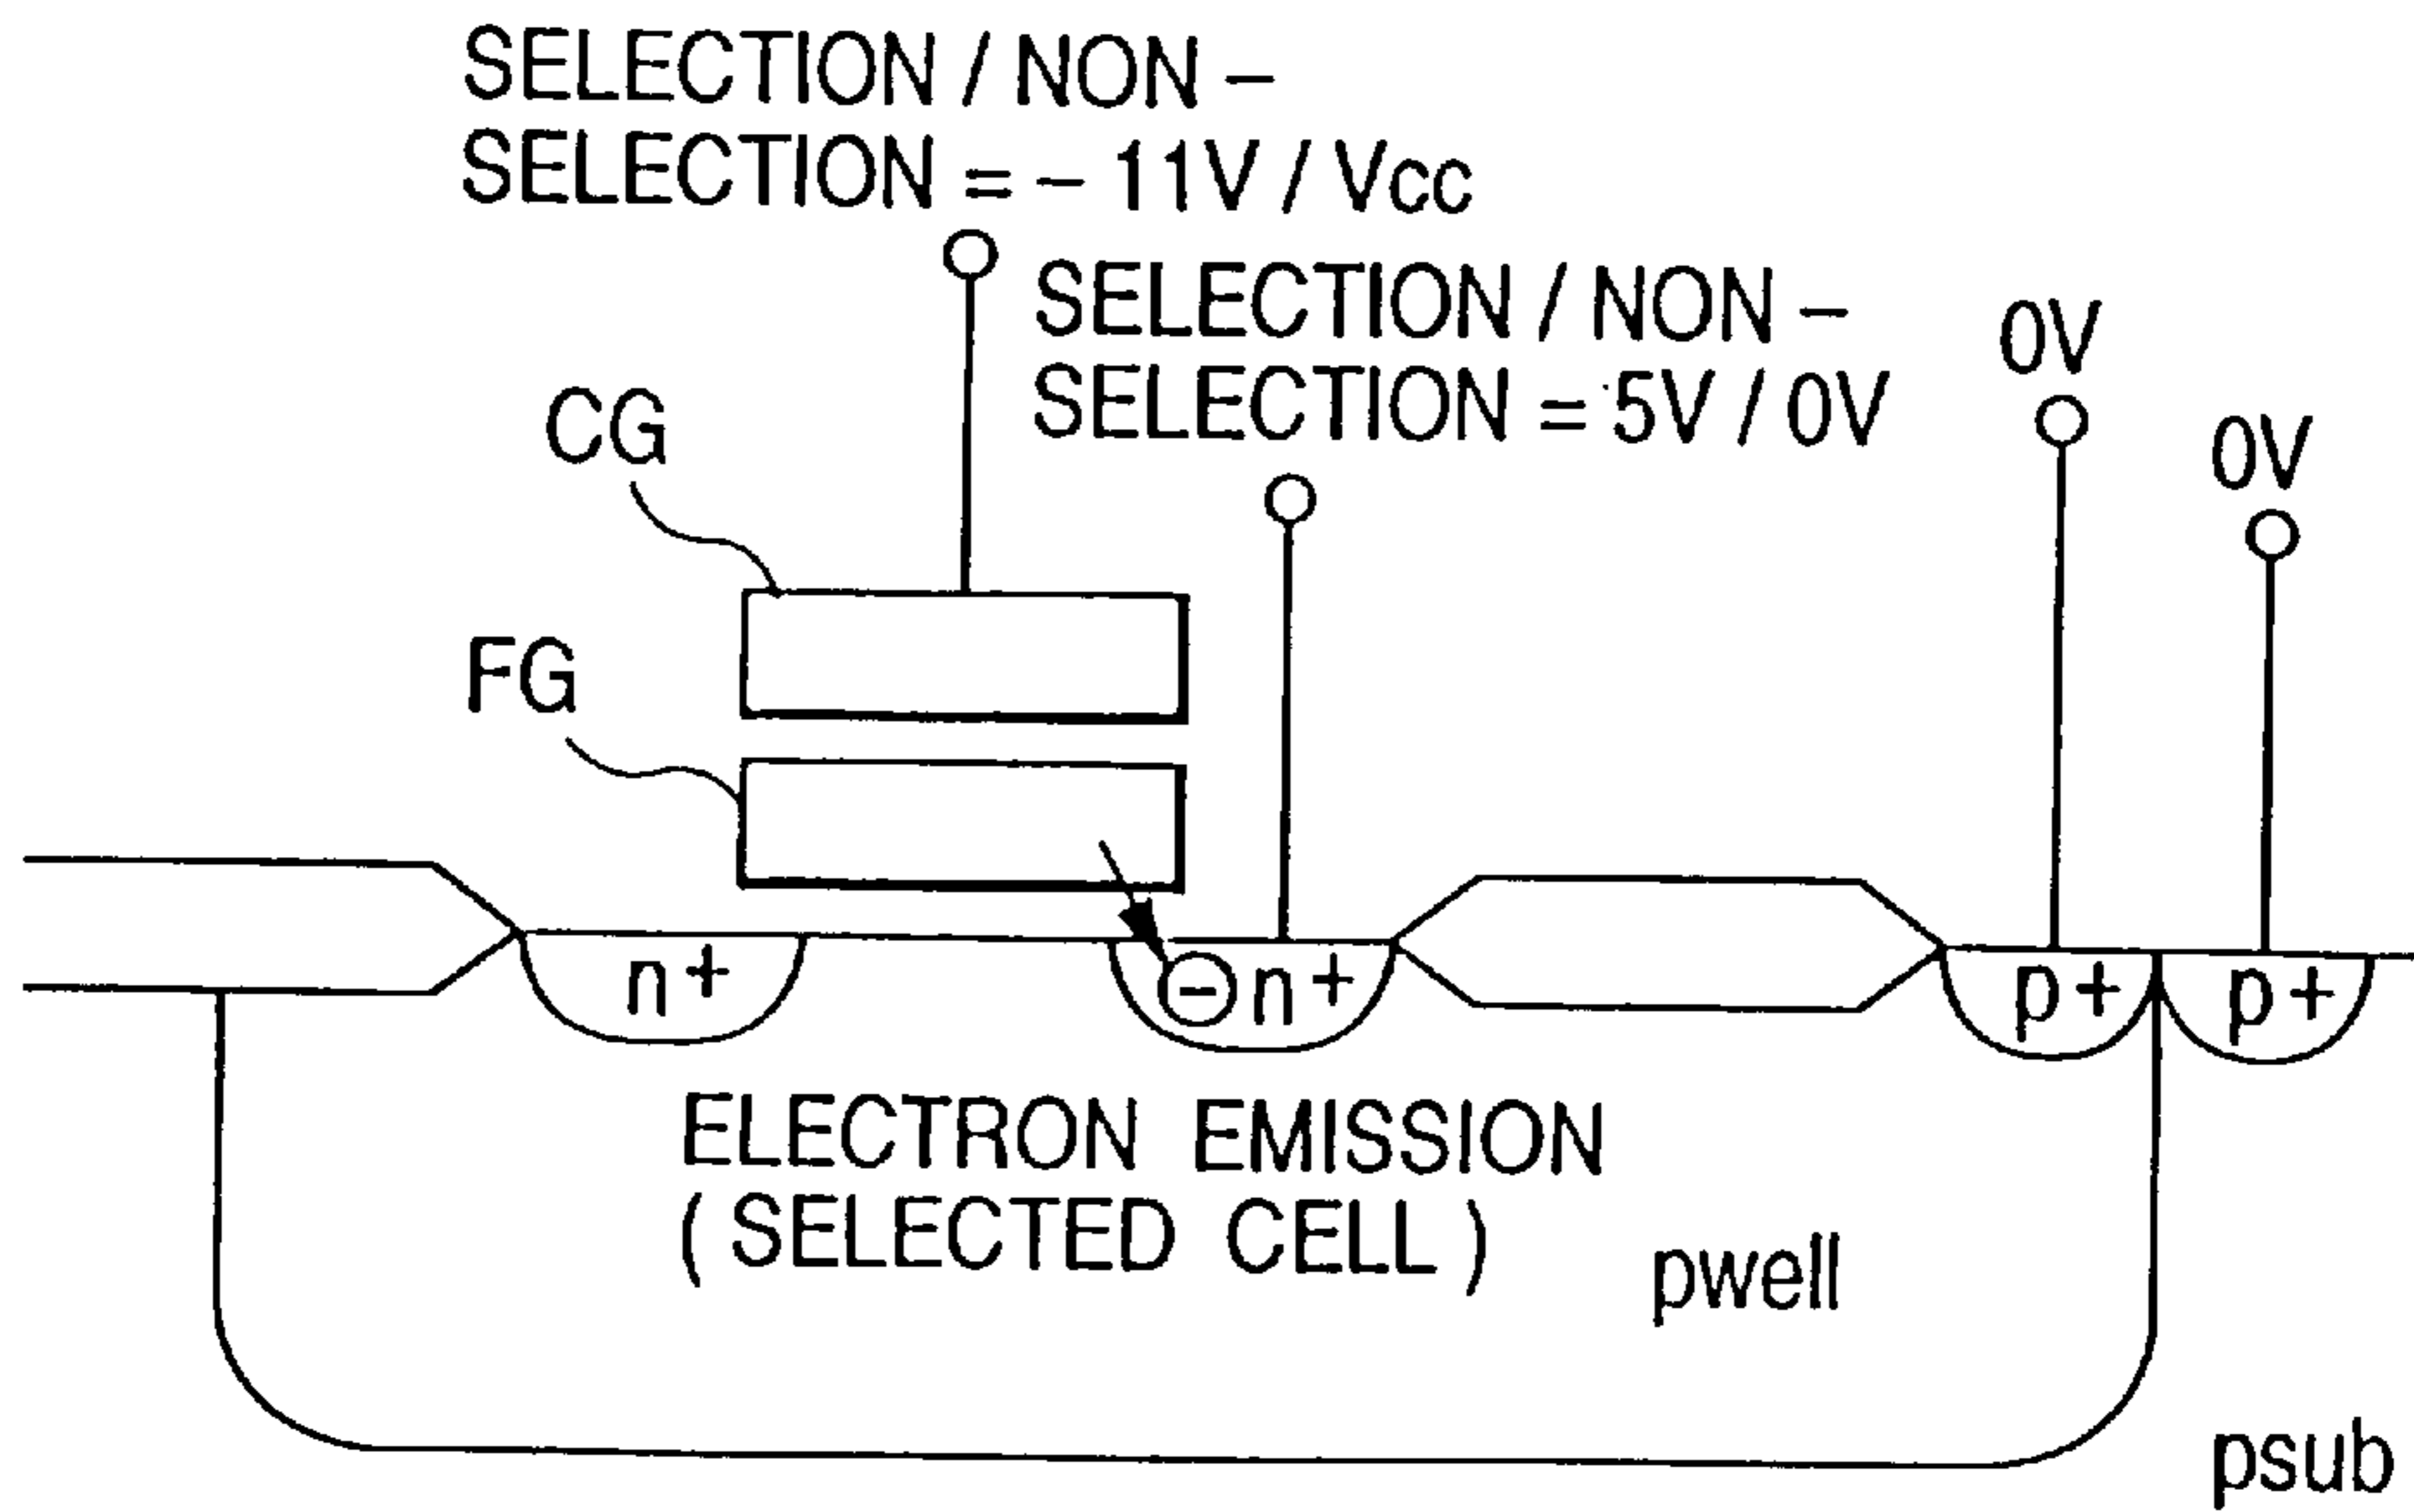 SELECTION / NON -
SELECTION = - 11V / Vcc
SELECTION / NON -
SELECTION = 5V / 0V
0V
0V
CG
FG
n+
- n+
p+
p+
ELECTRON EMISSION
( SELECTED CELL )
pwell
psub